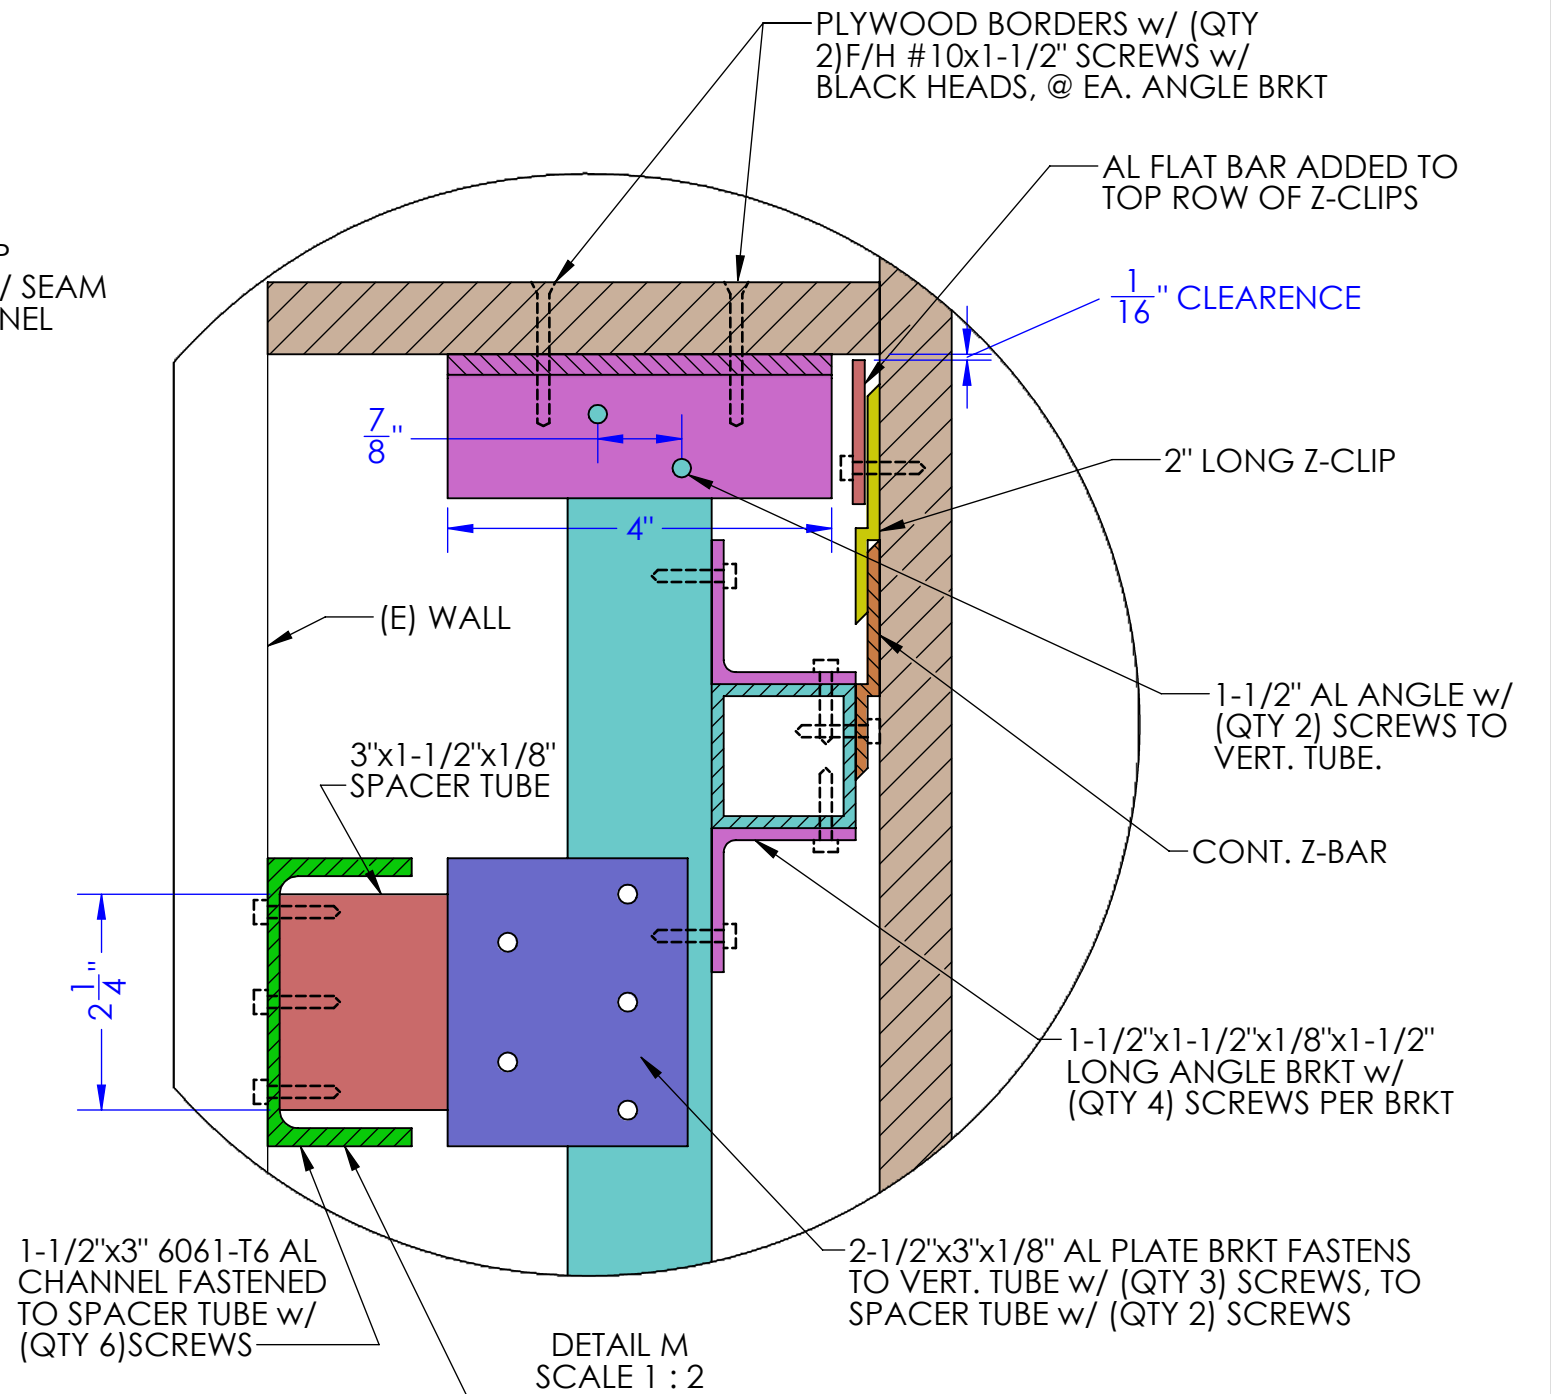 PLYWOOD BORDERS w/ (QTY
2)F/H #10x1-1/2" SCREWS w/
BLACK HEADS, @ EA. ANGLE BRKT
AL FLAT BAR ADDED TO
TOP ROW OF Z-CLIPS
P
/ SEAM
NEL
1/16" CLEARENCE
7/8"
2" LONG Z-CLIP
4"
(E) WALL
1-1/2" AL ANGLE w/
(QTY 2) SCREWS TO
VERT. TUBE.
3"x1-1/2"x1/8"
SPACER TUBE
CONT. Z-BAR
2 1/4"
1-1/2"x1-1/2"x1/8"x1-1/2"
LONG ANGLE BRKT w/
(QTY 4) SCREWS PER BRKT
1-1/2"x3" 6061-T6 AL
CHANNEL FASTENED
TO SPACER TUBE w/
(QTY 6)SCREWS
2-1/2"x3"x1/8" AL PLATE BRKT FASTENS
TO VERT. TUBE w/ (QTY 3) SCREWS, TO
SPACER TUBE w/ (QTY 2) SCREWS
DETAIL M
SCALE 1 : 2